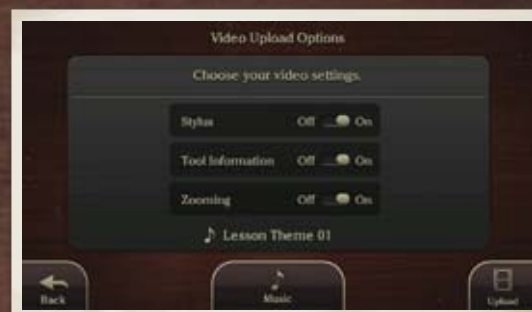 Video Upload Options
Choose your video settings.
Stylus Off On
Tool Information Off On
Zooming Off On
Lesson Theme 01
Back
Music
Upload